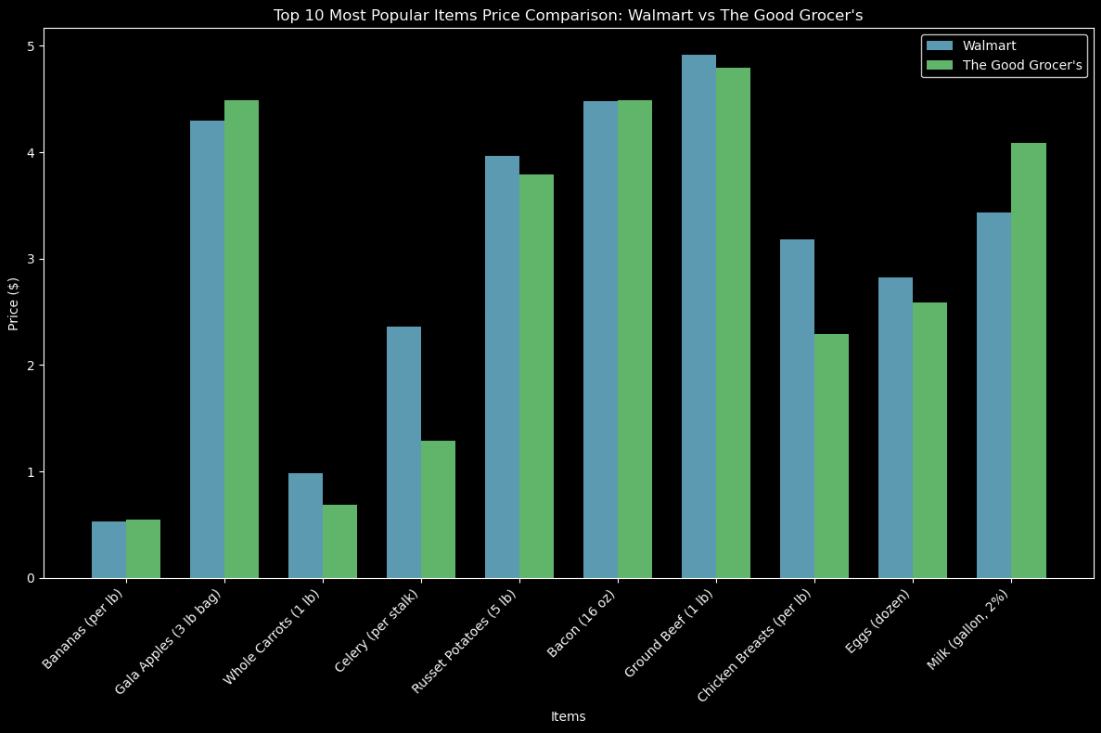 Top 10 Most Popular Items Price Comparison: Walmart vs The Good Grocer's
Walmart
The Good Grocer's
Price ($)
5
4
3
2
1
0
Bananas (per lb)
Gala Apples (3 lb bag)
Whole Carrots (1 lb)
Celery (per stalk)
Russet Potatoes (5 lb)
Bacon (16 oz)
Ground Beef (1 lb)
Chicken Breasts (per lb)
Eggs (dozen)
Milk (gallon, 2%)
Items